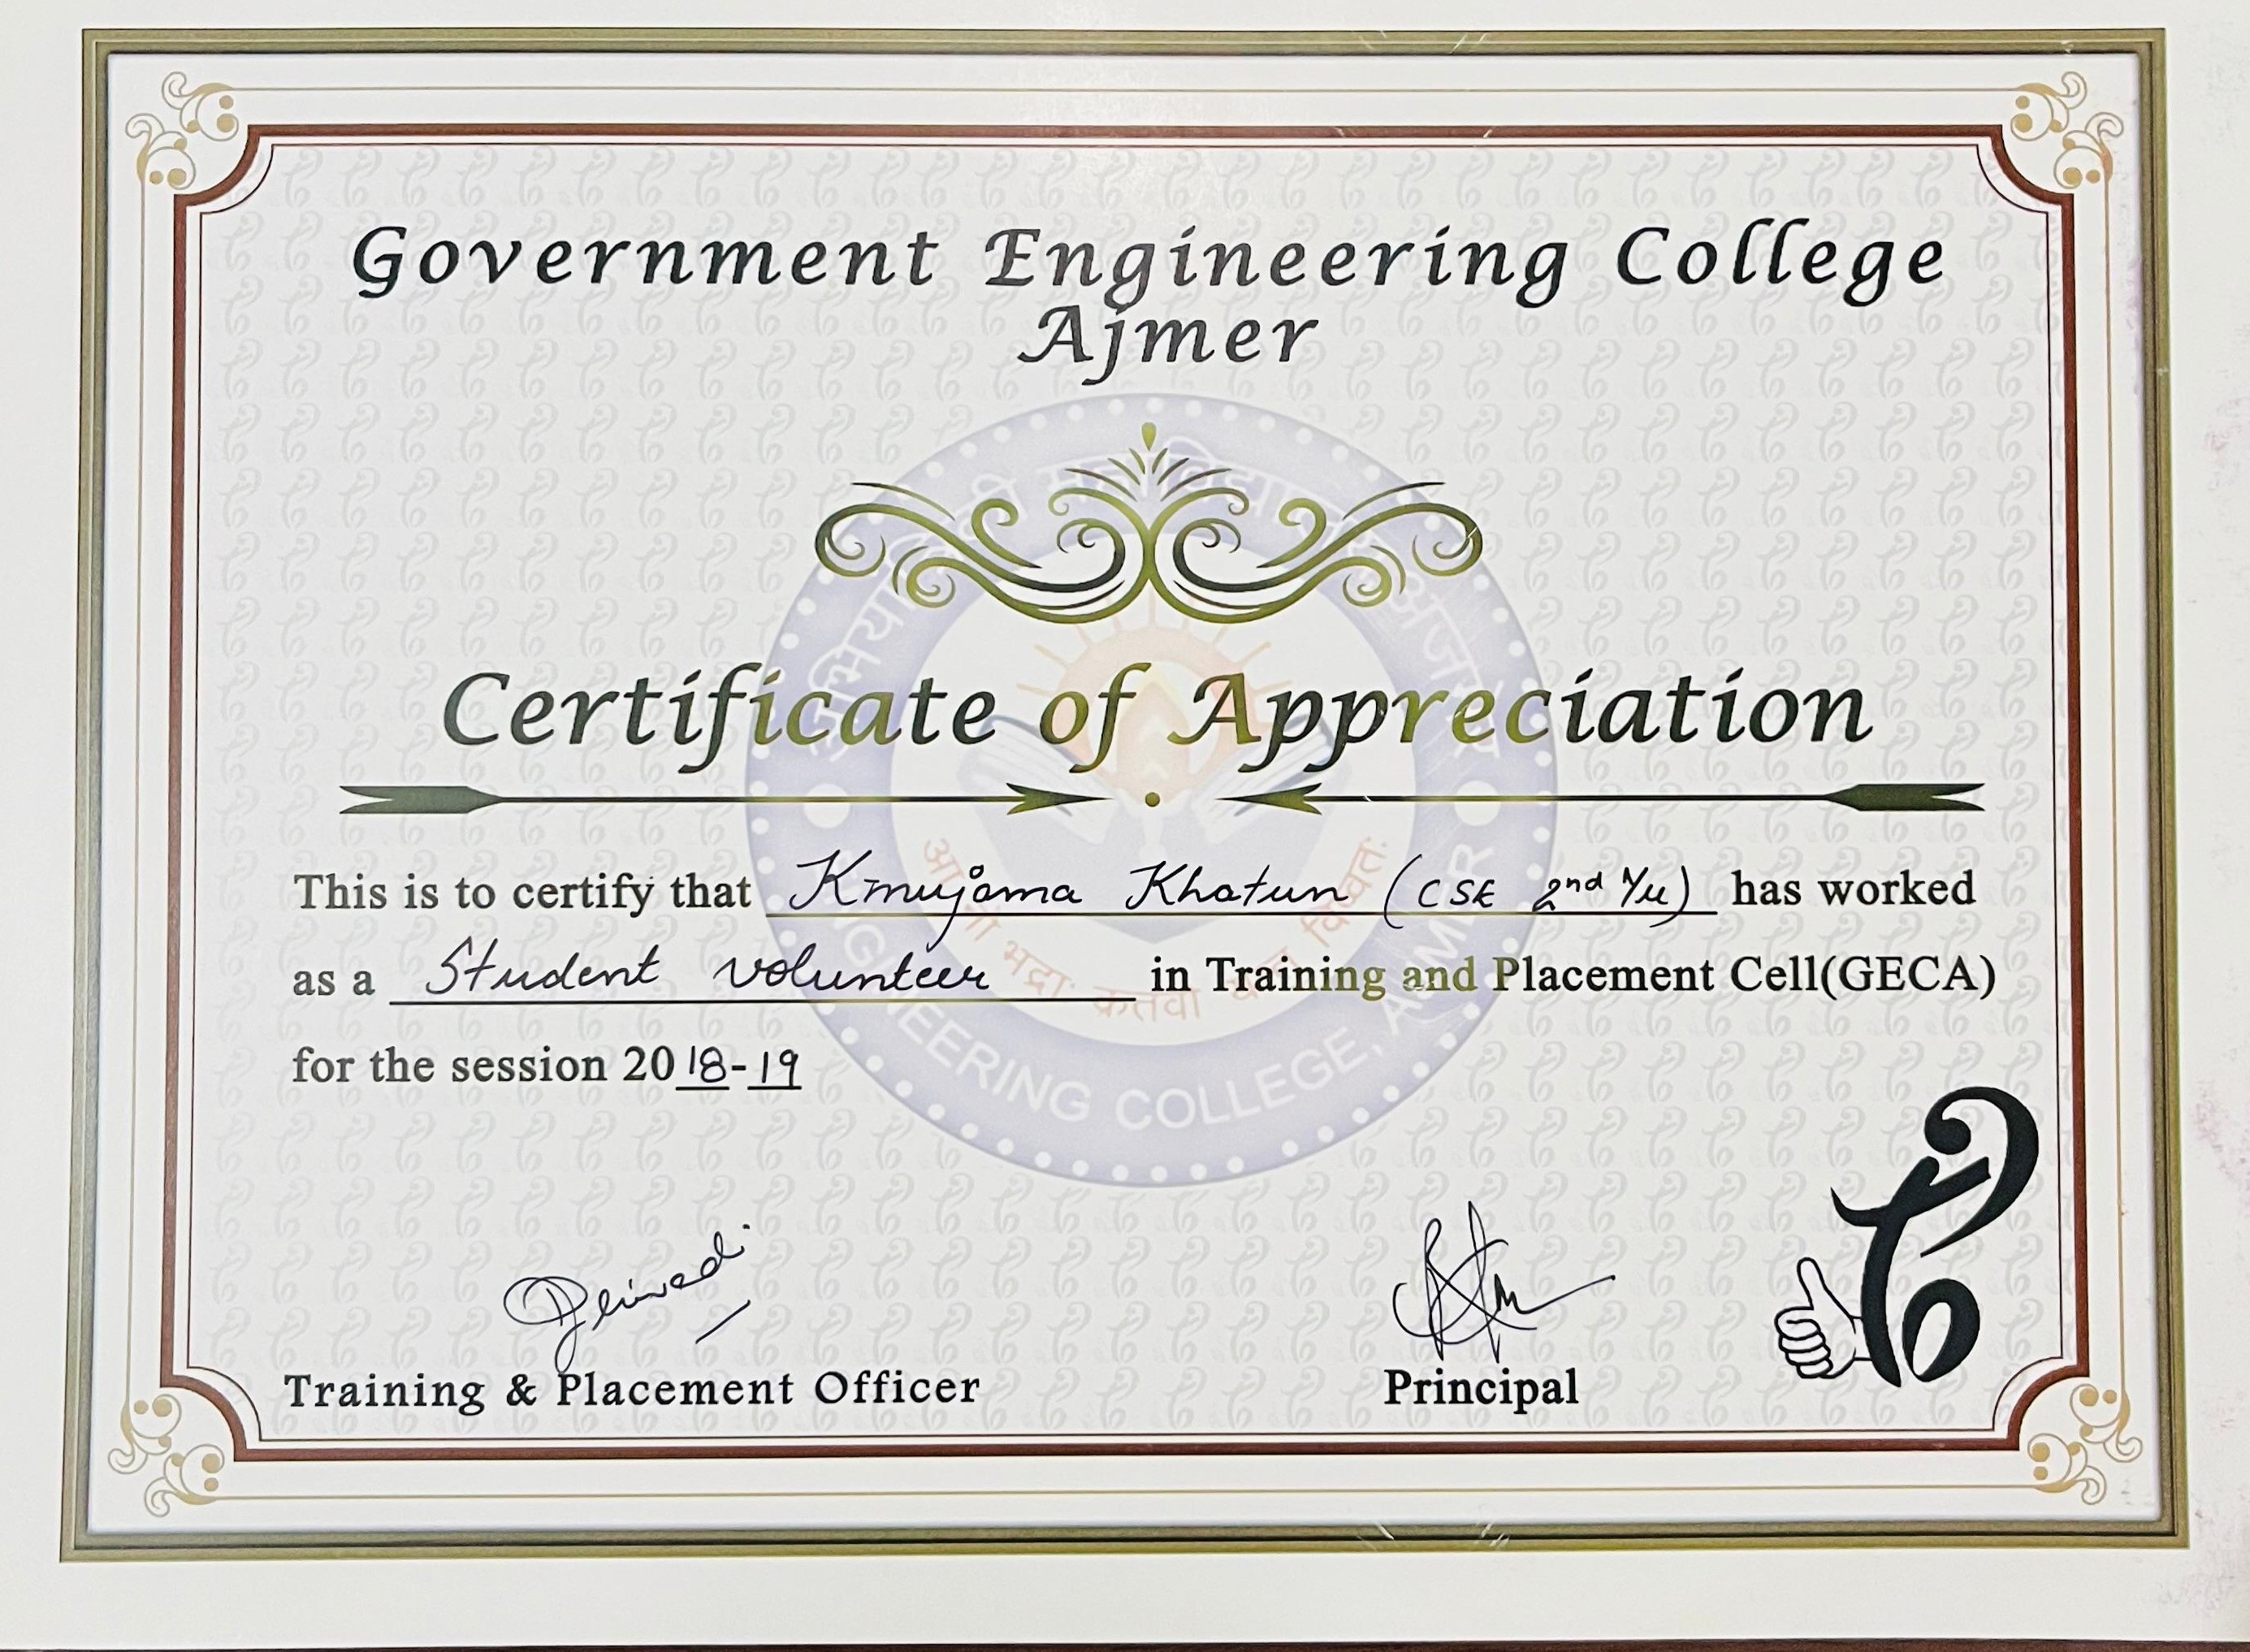 Government Engineering College
Ajmer
Certificate of Appreciation
This is to certify that Kmujama Khatun (CSE 2nd Yr) has worked
as a Student volunteer in Training and Placement Cell(GECA)
for the session 2018-19
Training & Placement Officer
Principal
ENGINEERING COLLEGE, AJMER